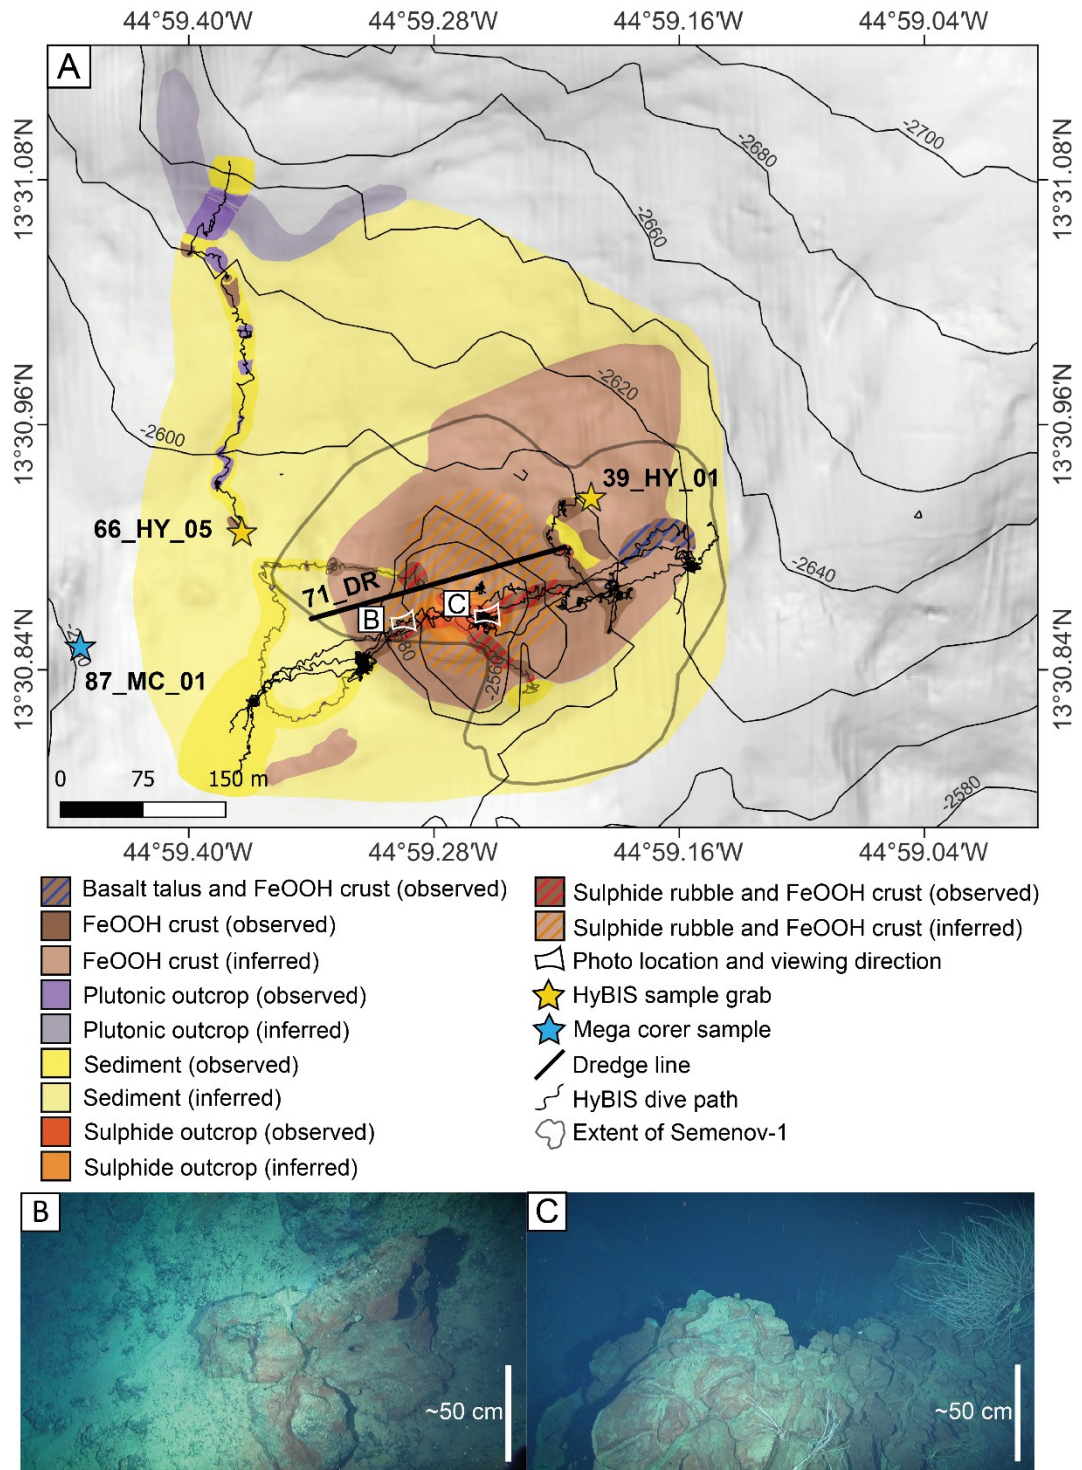 44°59.40′W 44°59.28′W 44°59.16′W 44°59.04′W
A
13°31.08′N
13°31.08′N
-2700
-2680
-2660
-2620
13°30.96′N
13°30.96′N
-2600
39_HY_01
66_HY_05
-2640
71_DR
B
C
-2560
13°30.84′N
13°30.84′N
87_MC_01
0 75 150 m
-2580
44°59.40′W 44°59.28′W 44°59.16′W 44°59.04′W
Basalt talus and FeOOH crust (observed)
FeOOH crust (observed)
FeOOH crust (inferred)
Plutonic outcrop (observed)
Plutonic outcrop (inferred)
Sediment (observed)
Sediment (inferred)
Sulphide outcrop (observed)
Sulphide outcrop (inferred)
Sulphide rubble and FeOOH crust (observed)
Sulphide rubble and FeOOH crust (inferred)
Photo location and viewing direction
HyBIS sample grab
Mega corer sample
Dredge line
HyBIS dive path
Extent of Semenov-1
B
~50 cm
C
~50 cm